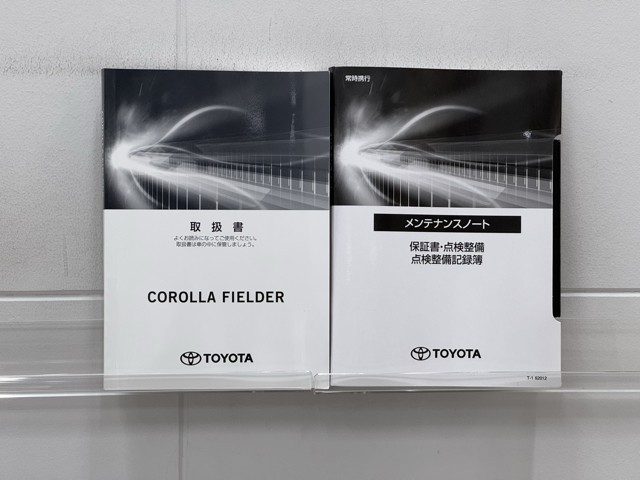 取扱書
よくお読みになってご使用ください。
取扱書は車の中に保管しましょう。
COROLLA FIELDER
TOYOTA
常時携行
メンテナンスノート
保証書・点検整備
点検整備記録簿
TOYOTA